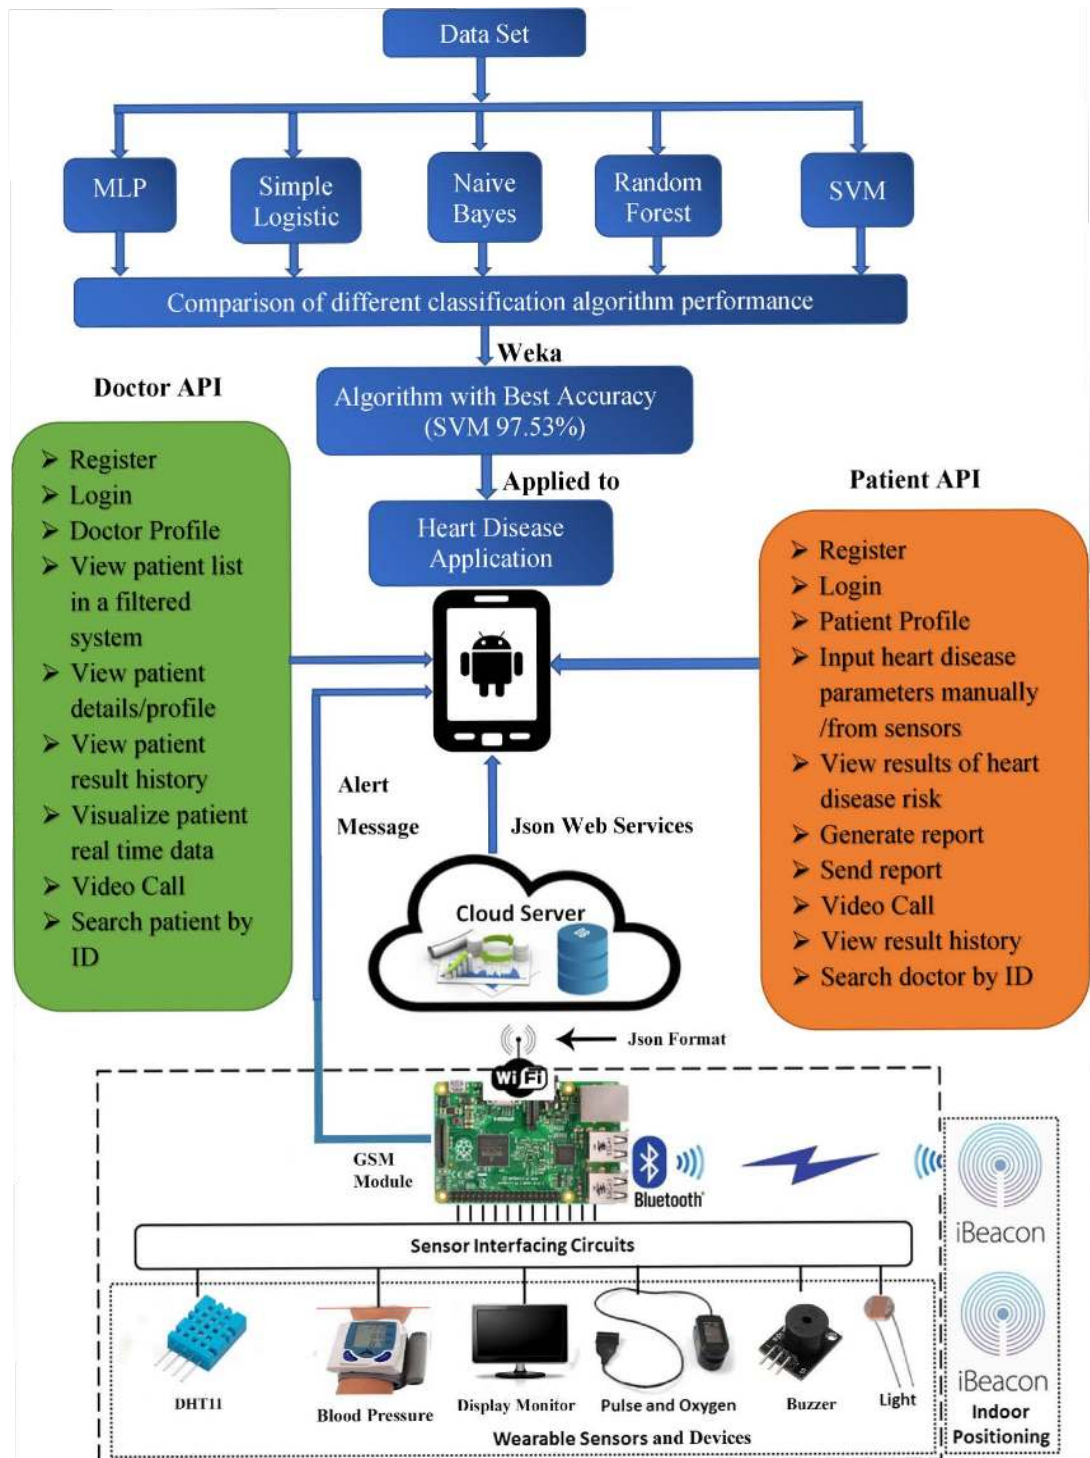 Data Set
MLP
Simple
Logistic
Naive
Bayes
Random
Forest
SVM
Comparison of different classification algorithm performance
Weka
Algorithm with Best Accuracy
(SVM 97.53%)
Applied to
Heart Disease
Application
Doctor API
➢ Register
➢ Login
➢ Doctor Profile
➢ View patient list
in a filtered
system
➢ View patient
details/profile
➢ View patient
result history
➢ Visualize patient
real time data
➢ Video Call
➢ Search patient by
ID
Patient API
➢ Register
➢ Login
➢ Patient Profile
➢ Input heart disease
parameters manually
/from sensors
➢ View results of heart
disease risk
➢ Generate report
➢ Send report
➢ Video Call
➢ View result history
➢ Search doctor by ID
Alert
Message
Json Web Services
Cloud Server
Json Format
WiFi
GSM
Module
Bluetooth
iBeacon
iBeacon
Indoor
Positioning
Sensor Interfacing Circuits
DHT11
Blood Pressure
Display Monitor
Pulse and Oxygen
Buzzer
Light
Wearable Sensors and Devices